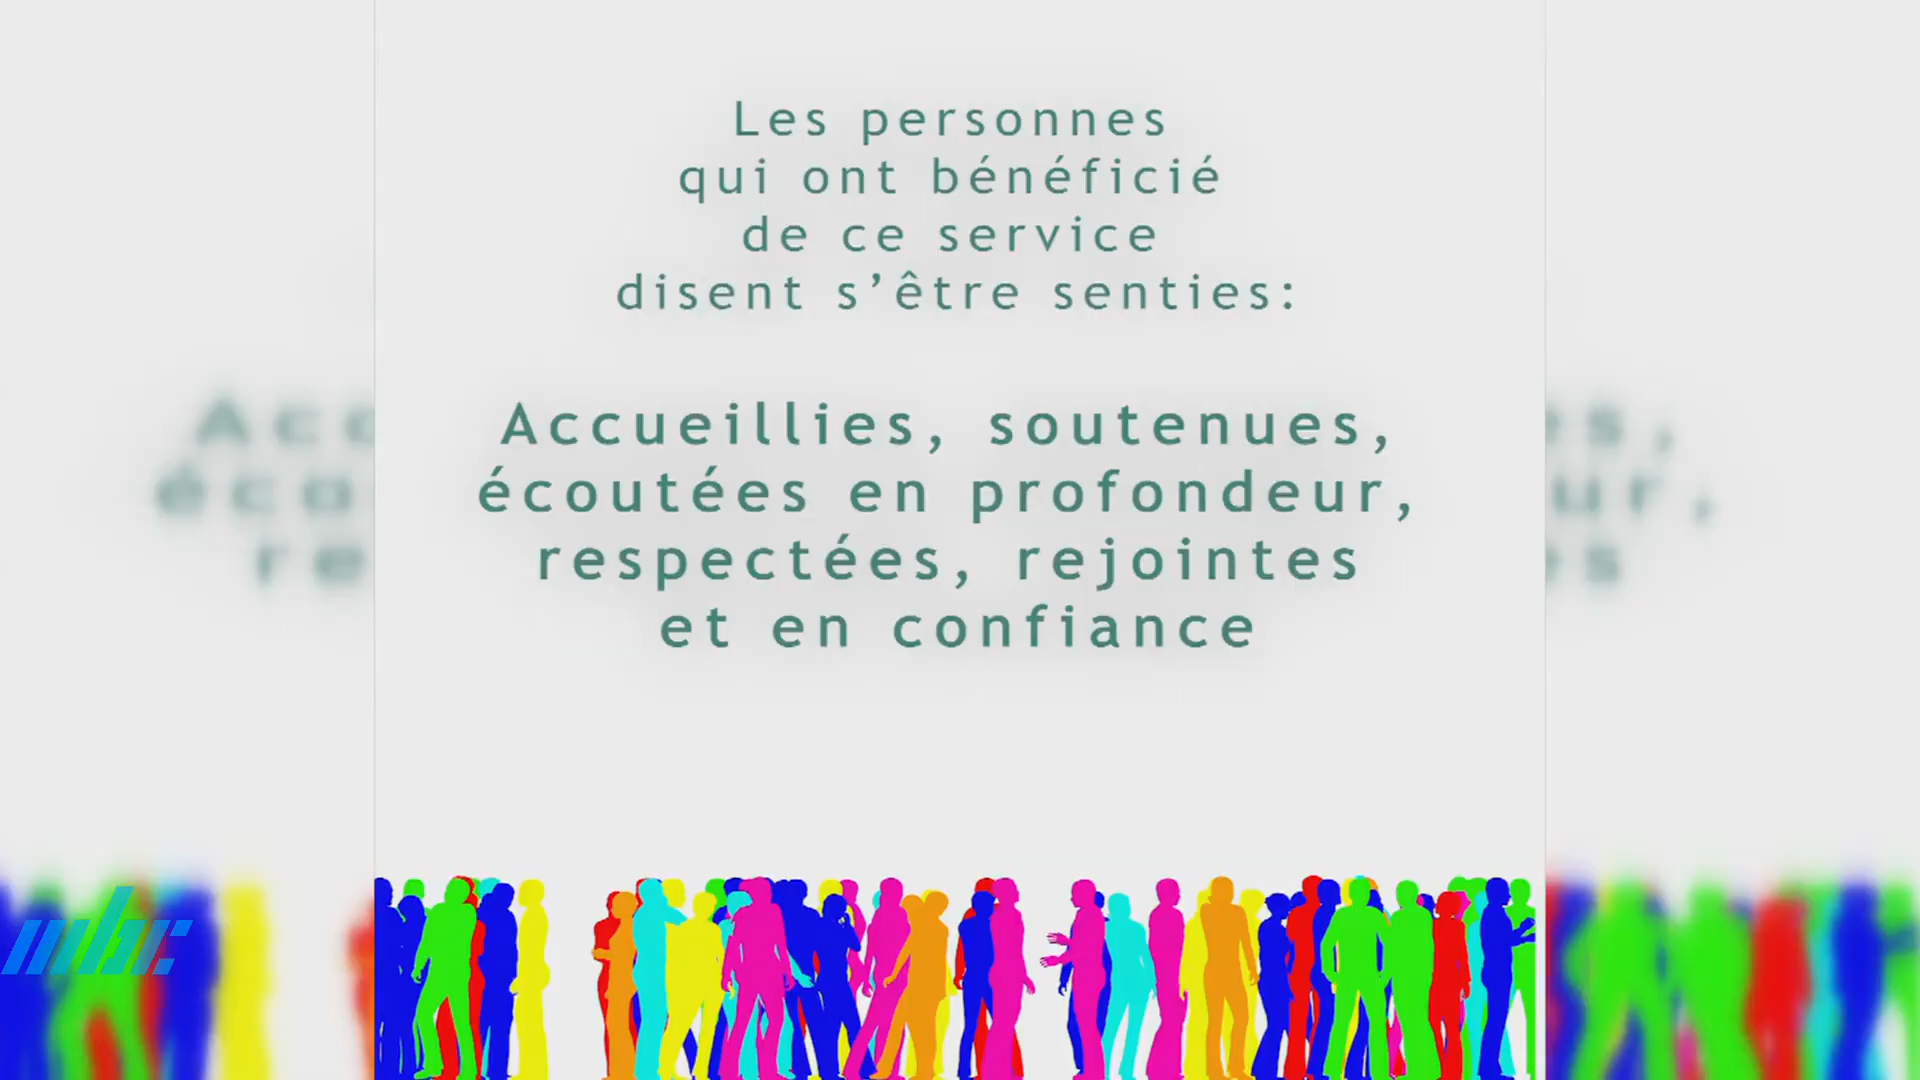 Les personnes
qui ont bénéficié
de ce service
disent s’être senties:
Accueillies, soutenues,
écoutées en profondeur,
respectées, rejointes
et en confiance
mbc